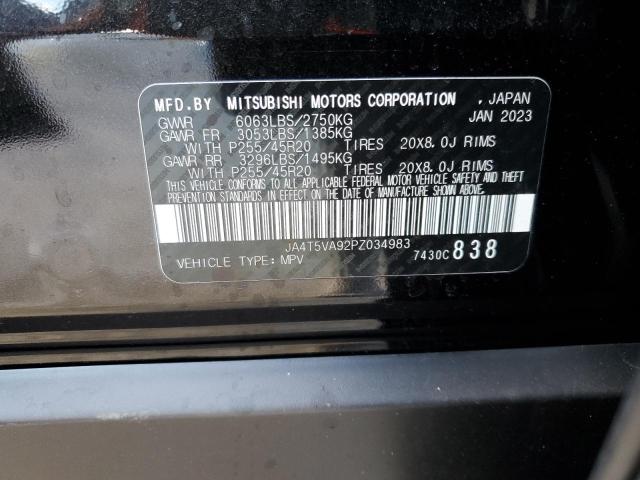 MFD.BY MITSUBISHI MOTORS CORPORATION , JAPAN
GVWR 6063LBS/2750KG JAN 2023
GAWR FR 3053LBS/1385KG
WITH P255/45R20 TIRES 20X8.0J RIMS
GAWR RR 3296LBS/1495KG
WITH P255/45R20 TIRES 20X8.0J RIMS
THIS VEHICLE CONFORMS TO ALL APPLICABLE FEDERAL MOTOR VEHICLE SAFETY AND THEFT
PREVENTION STANDARDS IN EFFECT ON THE DATE OF MANUFACTURE SHOWN ABOVE.
JA4T5VA92PZ034983
VEHICLE TYPE: MPV 7430C 838